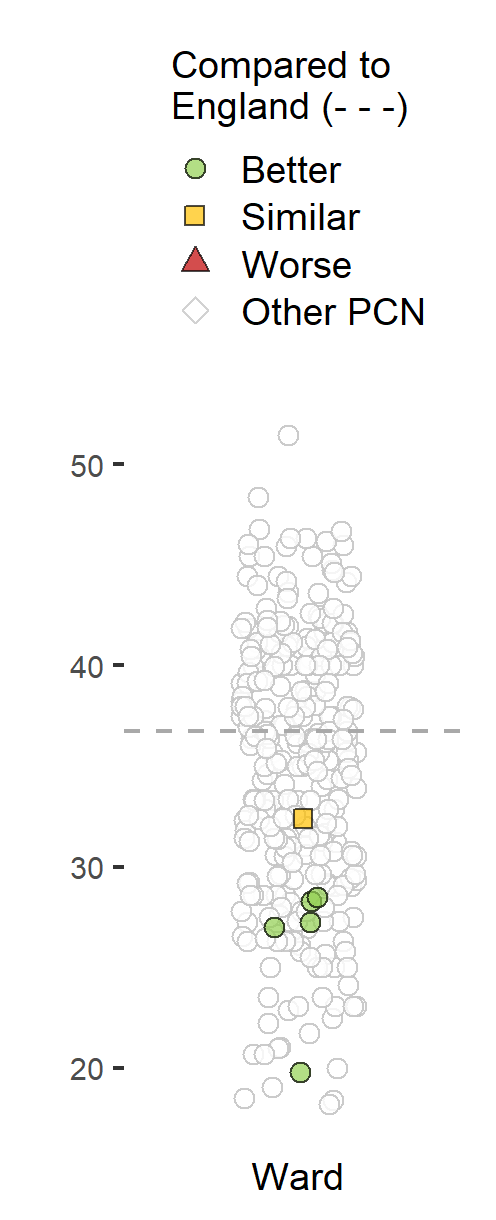 Compared to
England (- - -)
Better
Similar
Worse
Other PCN
50
40
30
20
Ward